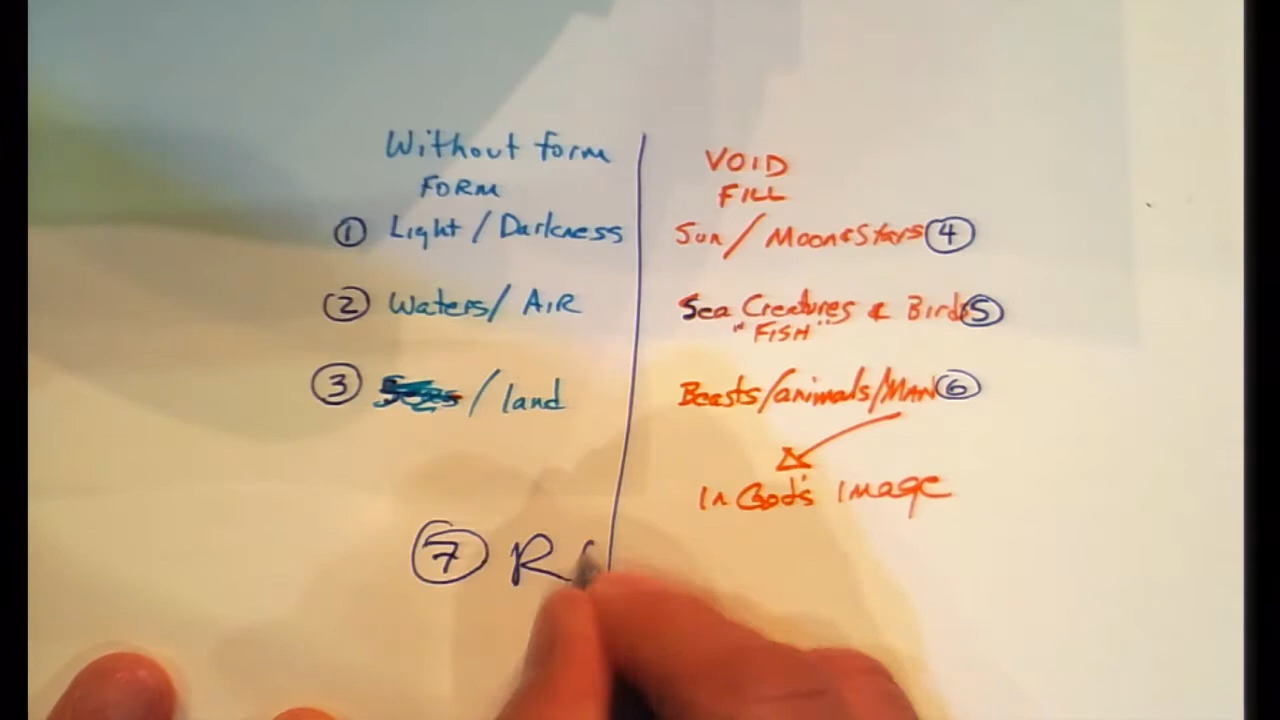 Without form
FORM
① Light / Darkness
② Waters / AIR
③ / land
VOID
FILL
Sun / Moon & Stars ④
Sea Creatures & Birds ⑤
"FISH"
Beasts/animals/MAN ⑥
In God's Image
⑦ R